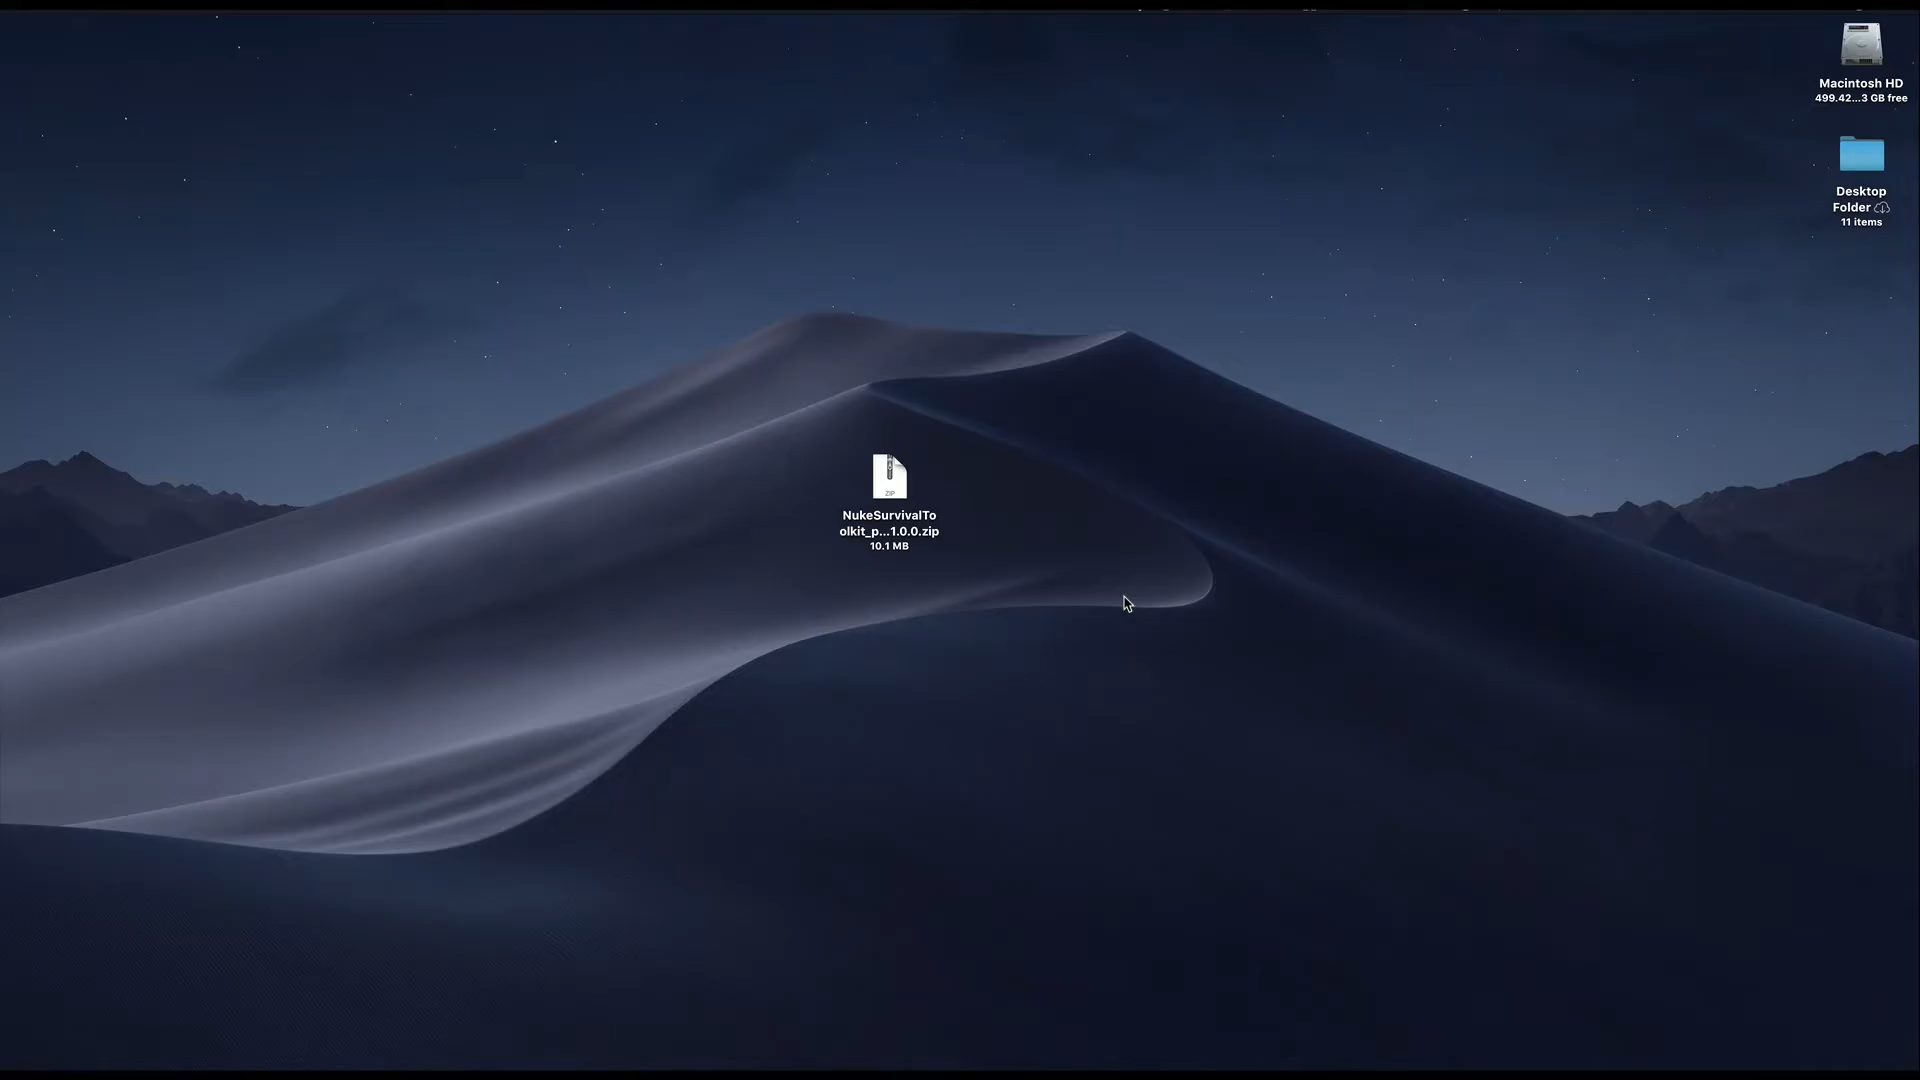 Macintosh HD
499.42...3 GB free
Desktop
Folder
11 items
ZIP
NukeSurvivalTo
olkit_p...1.0.0.zip
10.1 MB